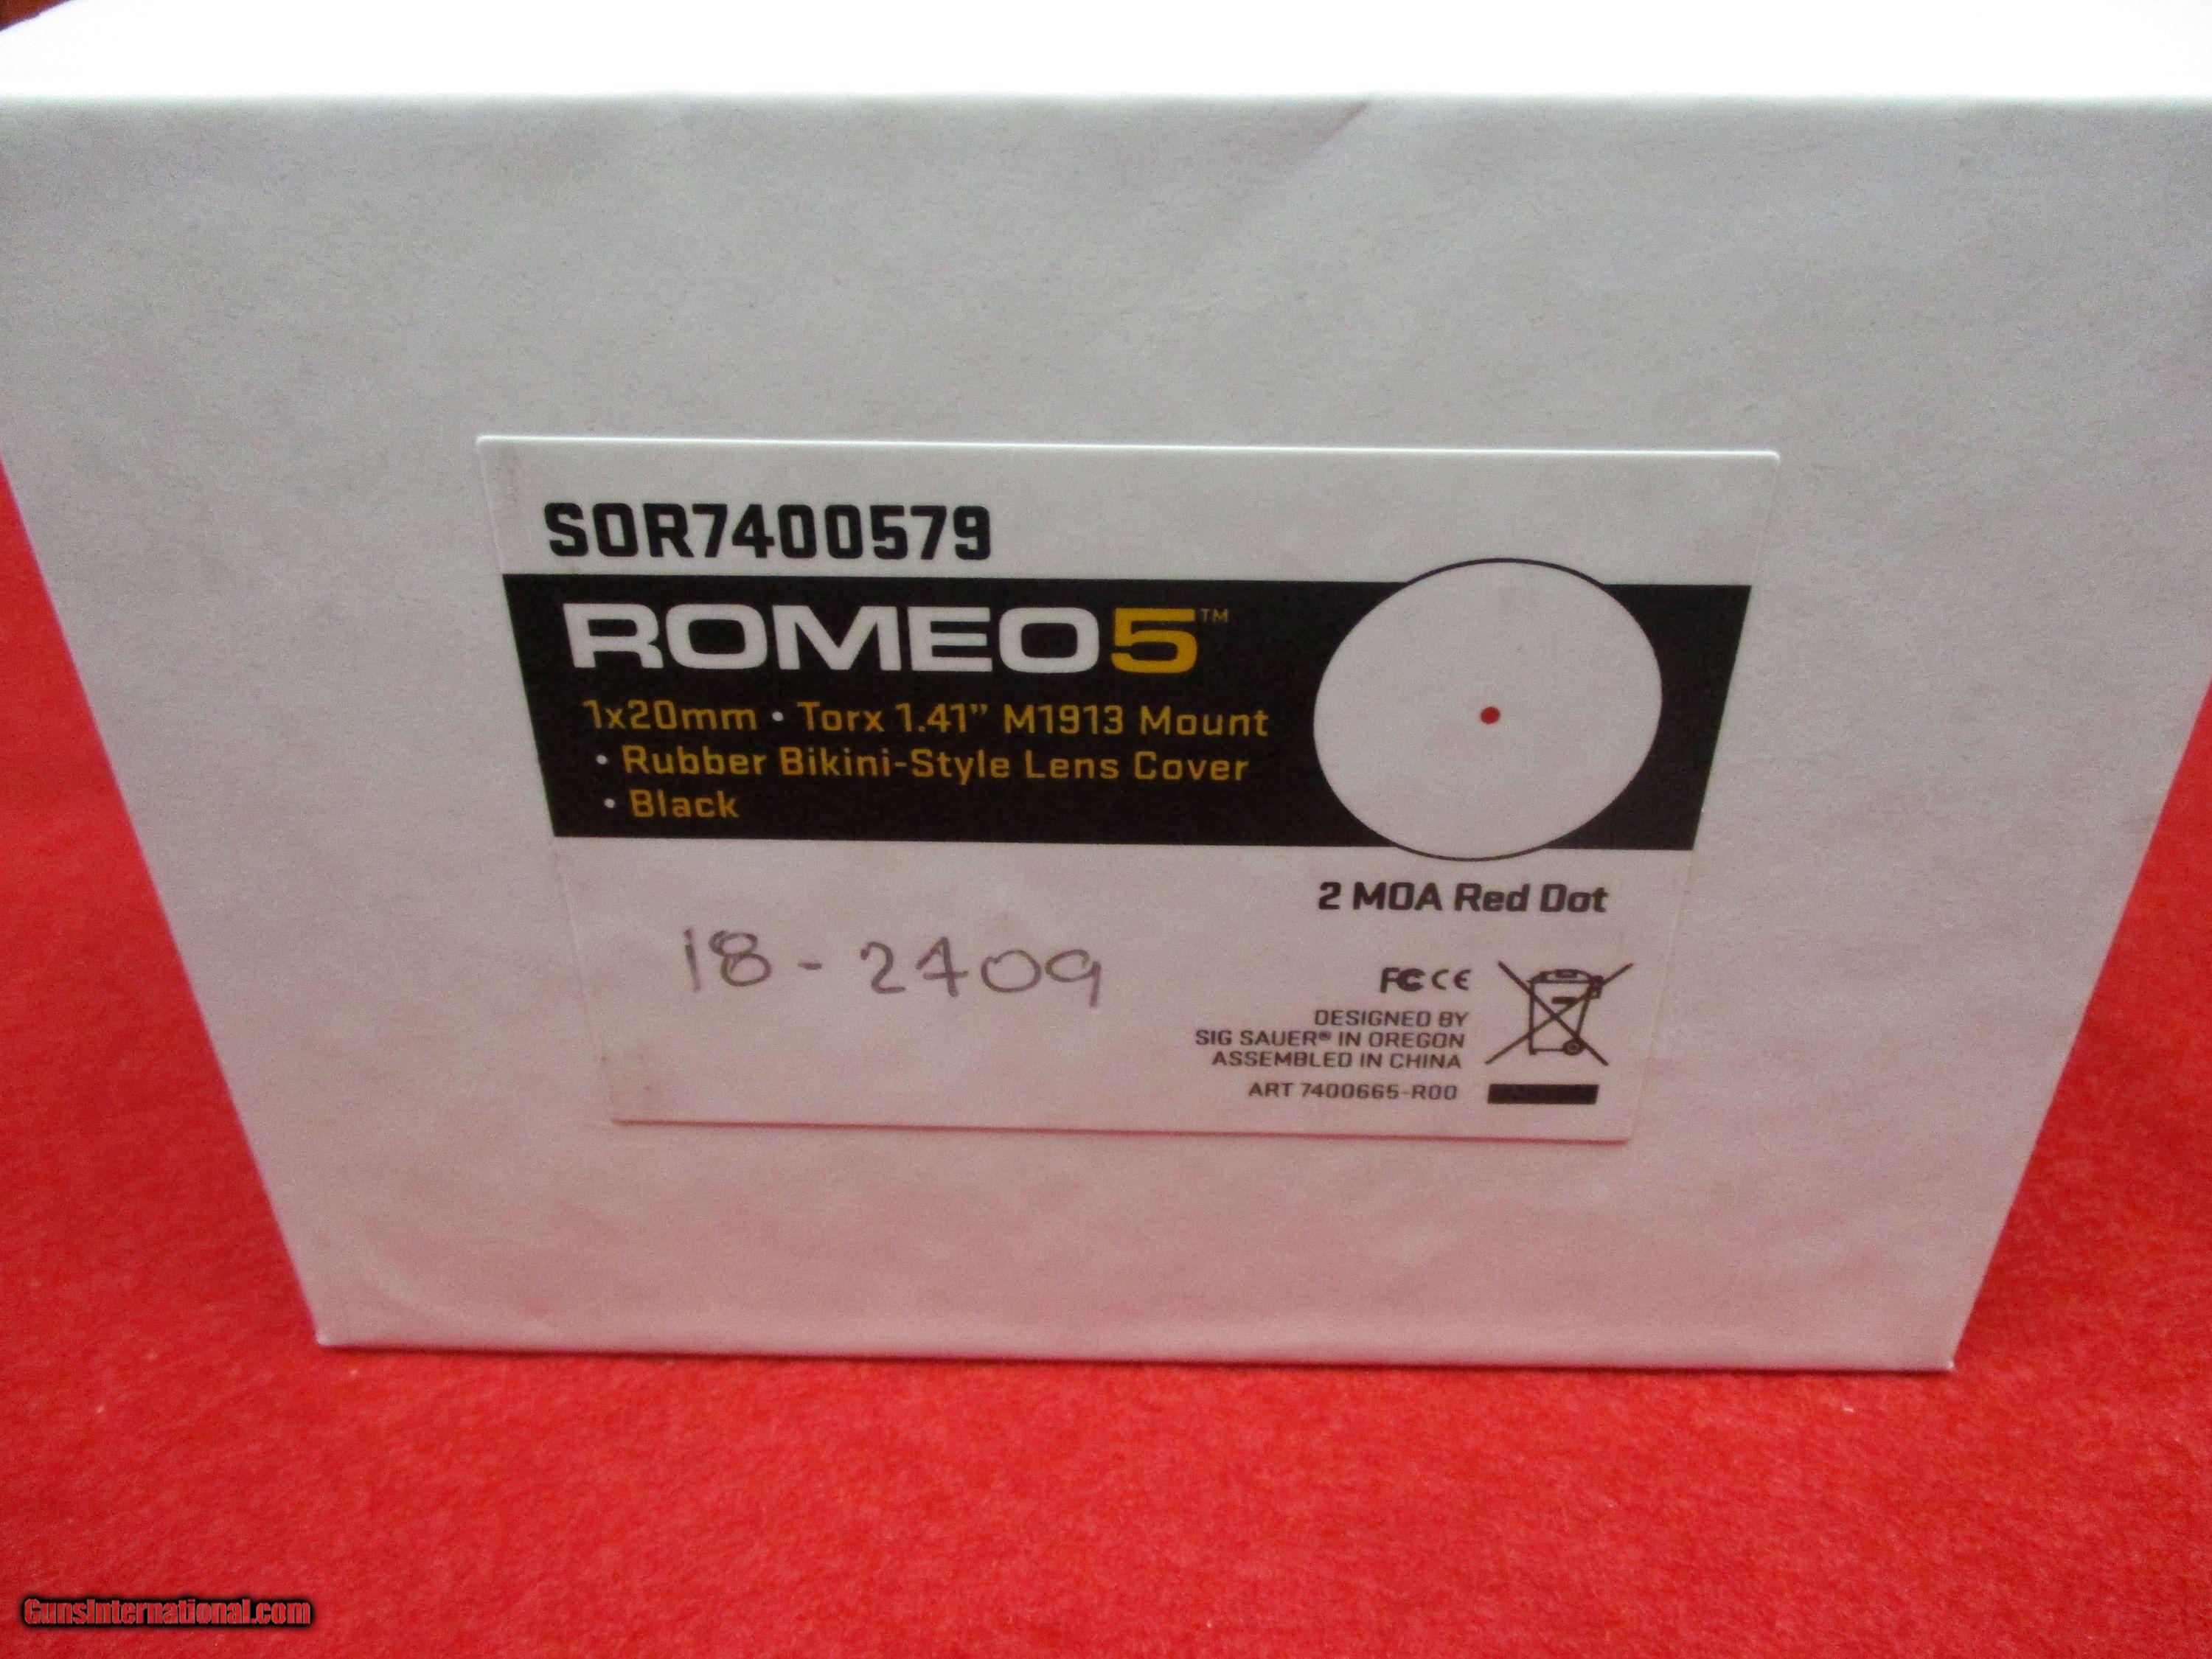 SOR7400579
ROMEO5™
1x20mm • Torx 1.41” M1913 Mount
• Rubber Bikini-Style Lens Cover
• Black
2 MOA Red Dot
18-2409
FC CE
DESIGNED BY
SIG SAUER® IN OREGON
ASSEMBLED IN CHINA
ART 7400665-R00
GunsInternational.com